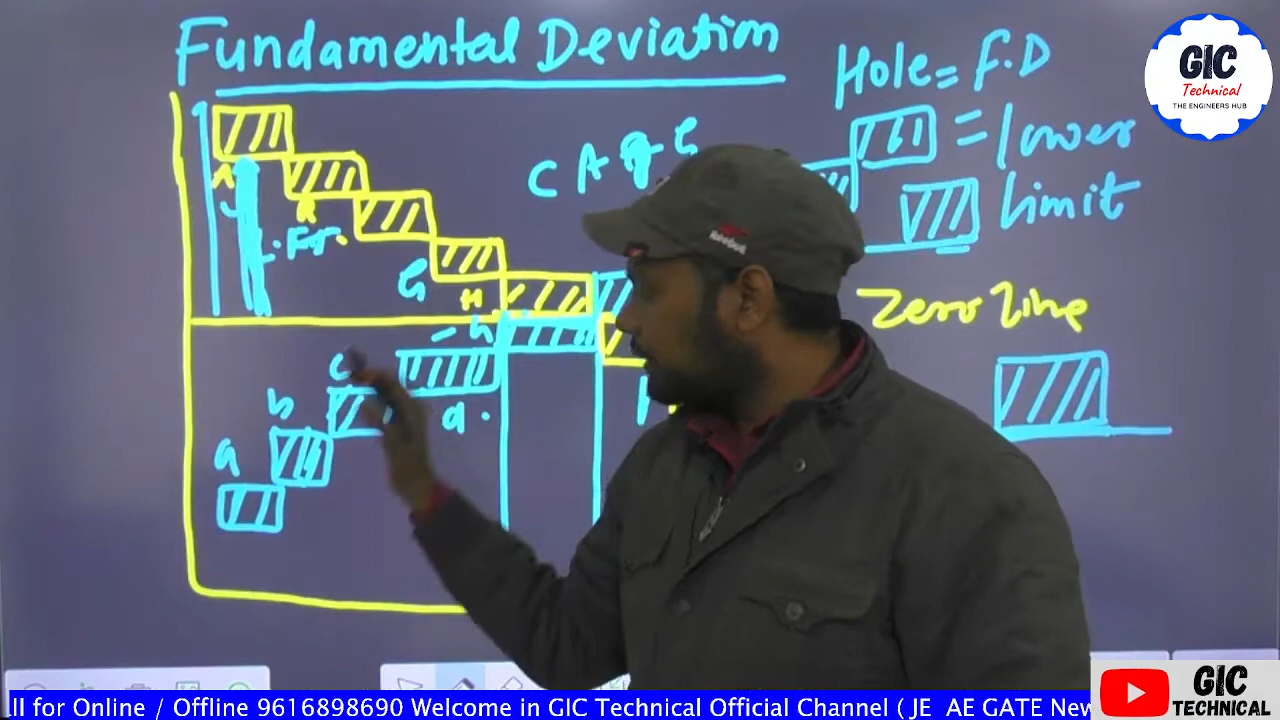 Fundamental Deviation
Hole = F.D
= lower
limit
Zero Line
C A
A
B
G
H
h
c
b
d
a
GIC
Technical
THE ENGINEERS HUB
Reebok
ll for Online / Offline 9616898690 Welcome in GIC Technical Official Channel ( JE AE GATE New
GIC
TECHNICAL